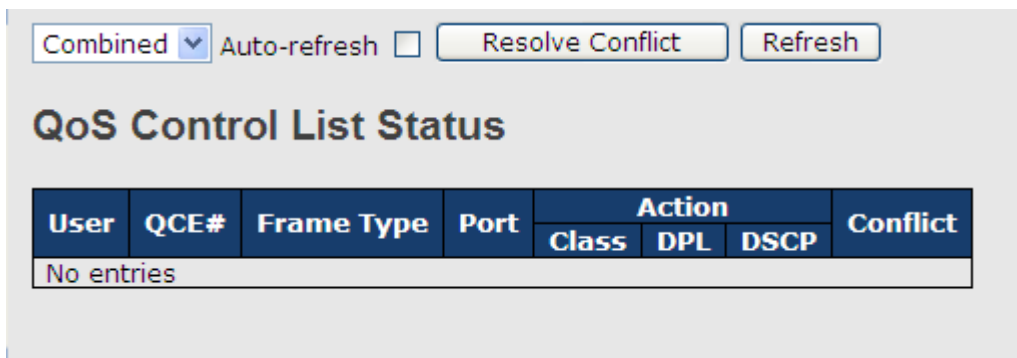 Combined Auto-refresh Resolve Conflict Refresh
QoS Control List Status
User QCE# Frame Type Port Action Conflict
Class DPL DSCP
No entries